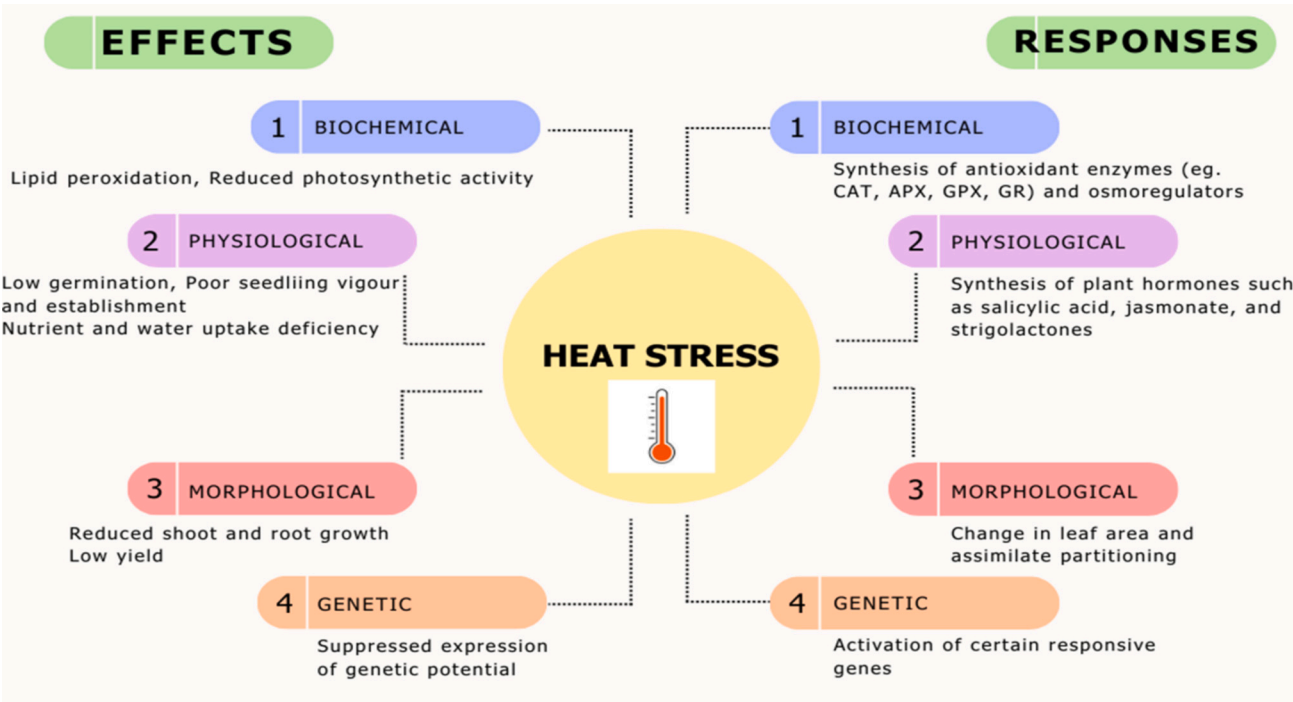 EFFECTS
RESPONSES
1 BIOCHEMICAL
Lipid peroxidation, Reduced photosynthetic activity
2 PHYSIOLOGICAL
Low germination, Poor seedliing vigour
and establishment
Nutrient and water uptake deficiency
3 MORPHOLOGICAL
Reduced shoot and root growth
Low yield
4 GENETIC
Suppressed expression
of genetic potential
HEAT STRESS
1 BIOCHEMICAL
Synthesis of antioxidant enzymes (eg.
CAT, APX, GPX, GR) and osmoregulators
2 PHYSIOLOGICAL
Synthesis of plant hormones such
as salicylic acid, jasmonate, and
strigolactones
3 MORPHOLOGICAL
Change in leaf area and
assimilate partitioning
4 GENETIC
Activation of certain responsive
genes